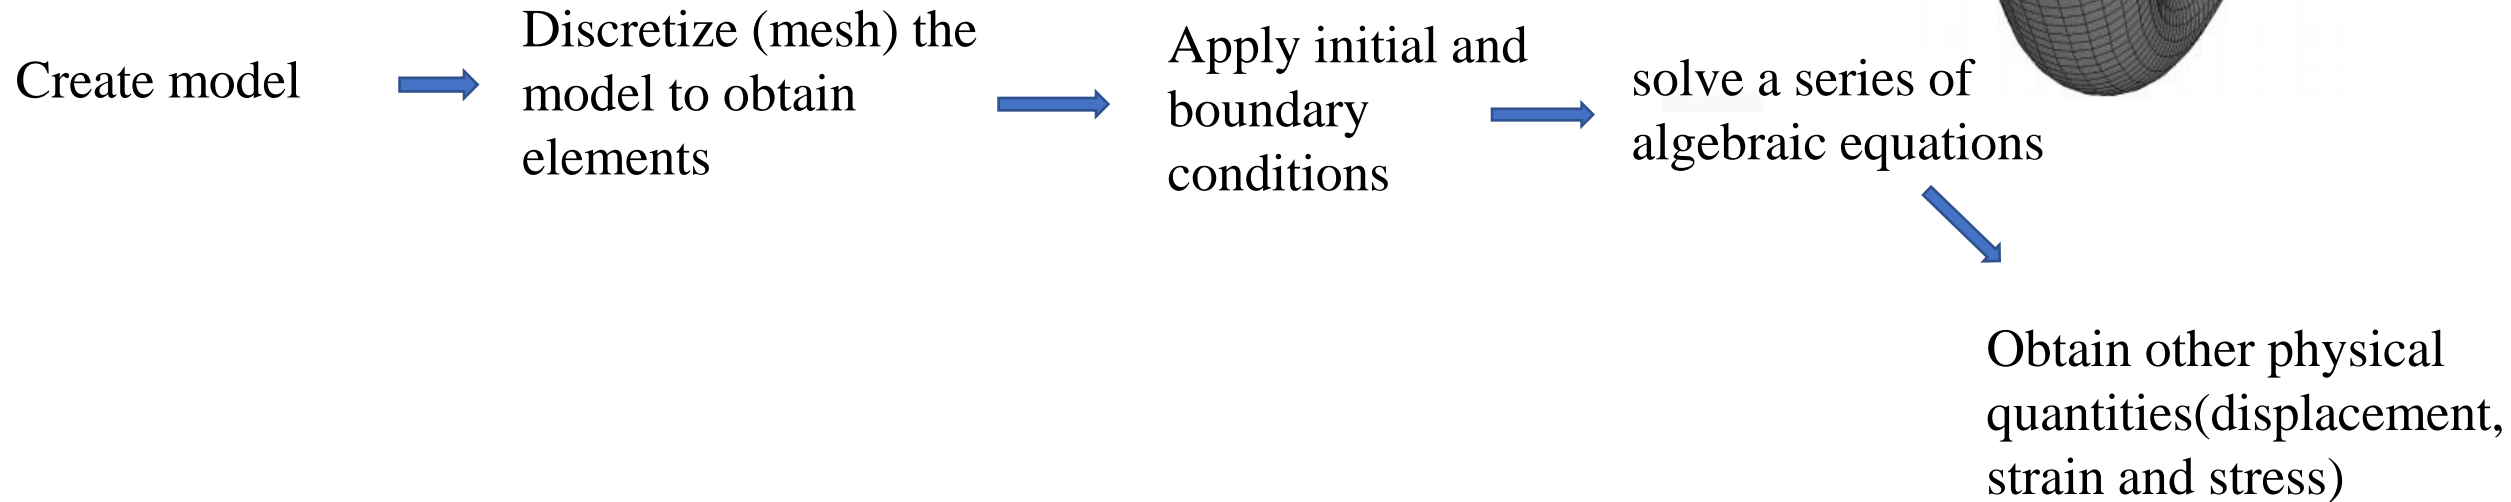 Create model
Discretize (mesh) the
model to obtain
elements
Apply initial and
boundary
conditions
solve a series of
algebraic equations
Obtain other physical
quantities(displacement,
strain and stress)